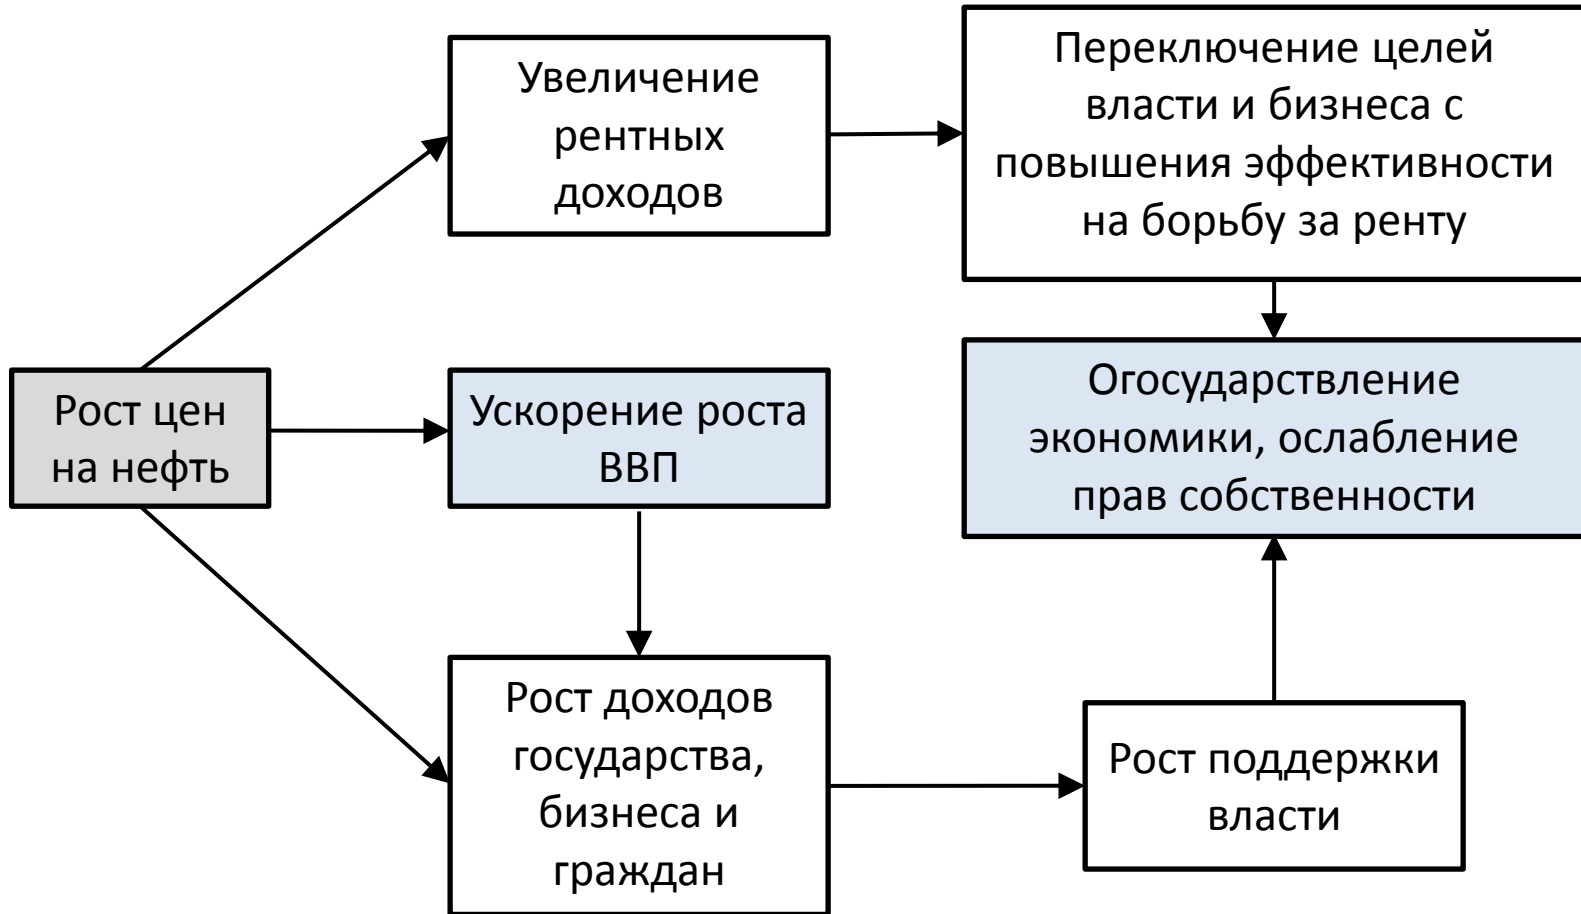 Увеличение
рентных
доходов
Переключение целей
власти и бизнеса с
повышения эффективности
на борьбу за ренту
Рост цен
на нефть
Ускорение роста
ВВП
Огосударствление
экономики, ослабление
прав собственности
Рост доходов
государства,
бизнеса и
граждан
Рост поддержки
власти